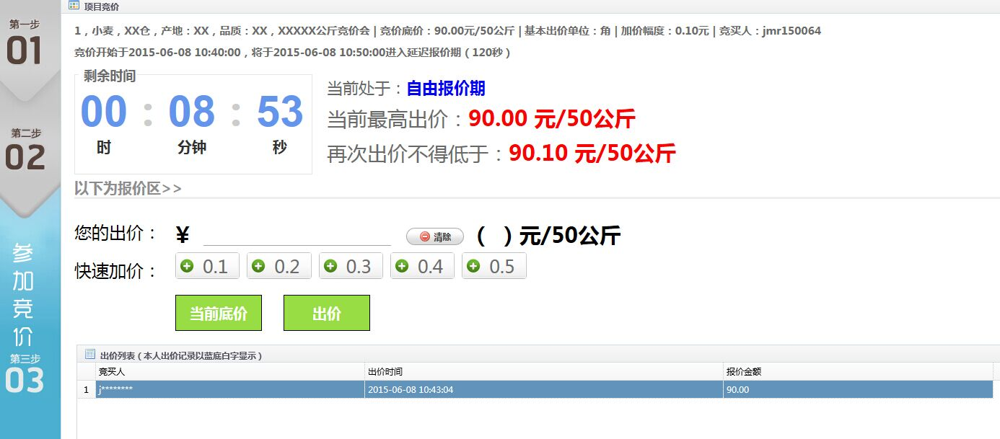 第一步
01
第二步
02
参
加
竞
价
第三步
03
项目竞价
1，小麦，XX仓，产地：XX，品质：XX，XXXXX公斤竞价会 | 竞价底价：90.00元/50公斤 | 基本出价单位：角 | 加价幅度：0.10元 | 竞买人：jmr150064
竞价开始于2015-06-08 10:40:00，将于2015-06-08 10:50:00进入延迟报价期（120秒）
剩余时间
00 : 08 : 53
时 分钟 秒
当前处于：自由报价期
当前最高出价：90.00 元/50公斤
再次出价不得低于：90.10 元/50公斤
以下为报价区>>
您的出价： ¥ 清除 （ ）元/50公斤
快速加价： 0.1 0.2 0.3 0.4 0.5
当前底价 出价
出价列表（本人出价记录以蓝底白字显示）
竞买人 出价时间 报价金额
1 j******** 2015-06-08 10:43:04 90.00